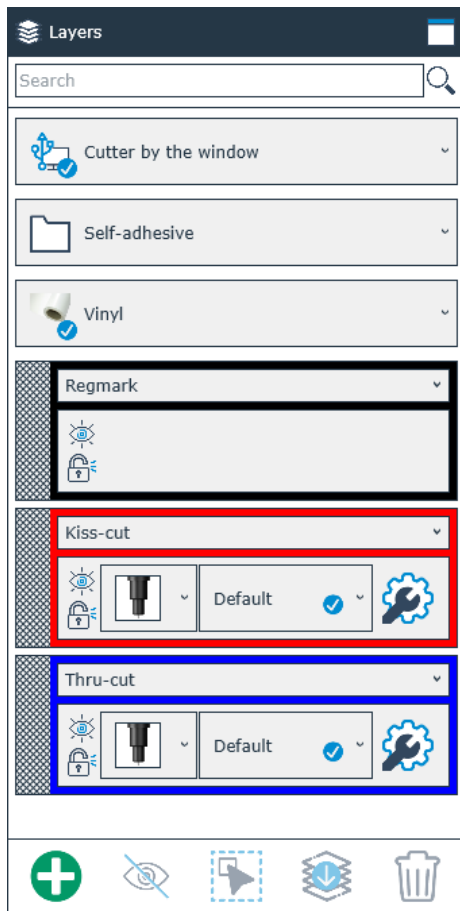 Layers
Search
Cutter by the window
Self-adhesive
Vinyl
Regmark
Kiss-cut
Default
Thru-cut
Default